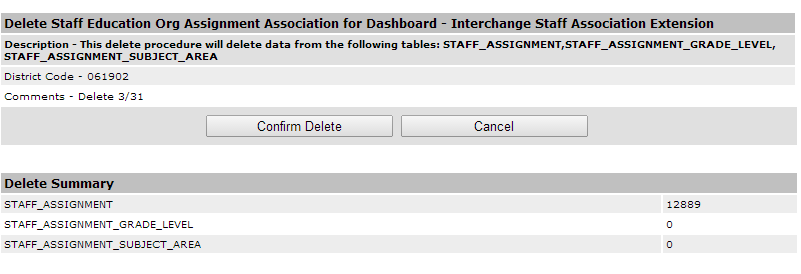 Delete Staff Education Org Assignment Association for Dashboard - Interchange Staff Association Extension
Description - This delete procedure will delete data from the following tables: STAFF_ASSIGNMENT,STAFF_ASSIGNMENT_GRADE_LEVEL,
STAFF_ASSIGNMENT_SUBJECT_AREA
District Code - 061902
Comments - Delete 3/31
Confirm Delete Cancel
Delete Summary
STAFF_ASSIGNMENT 12889
STAFF_ASSIGNMENT_GRADE_LEVEL 0
STAFF_ASSIGNMENT_SUBJECT_AREA 0